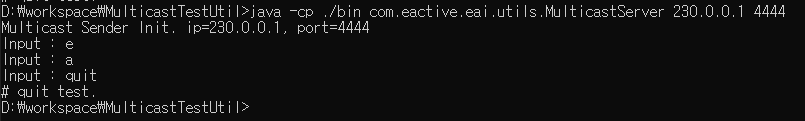 D:₩workspace₩MulticastTestUtil>java -cp ./bin com.eactive.eai.utils.MulticastServer 230.0.0.1 4444
Multicast Sender Init. ip=230.0.0.1, port=4444
Input : e
Input : a
Input : quit
# quit test.
D:₩workspace₩MulticastTestUtil>